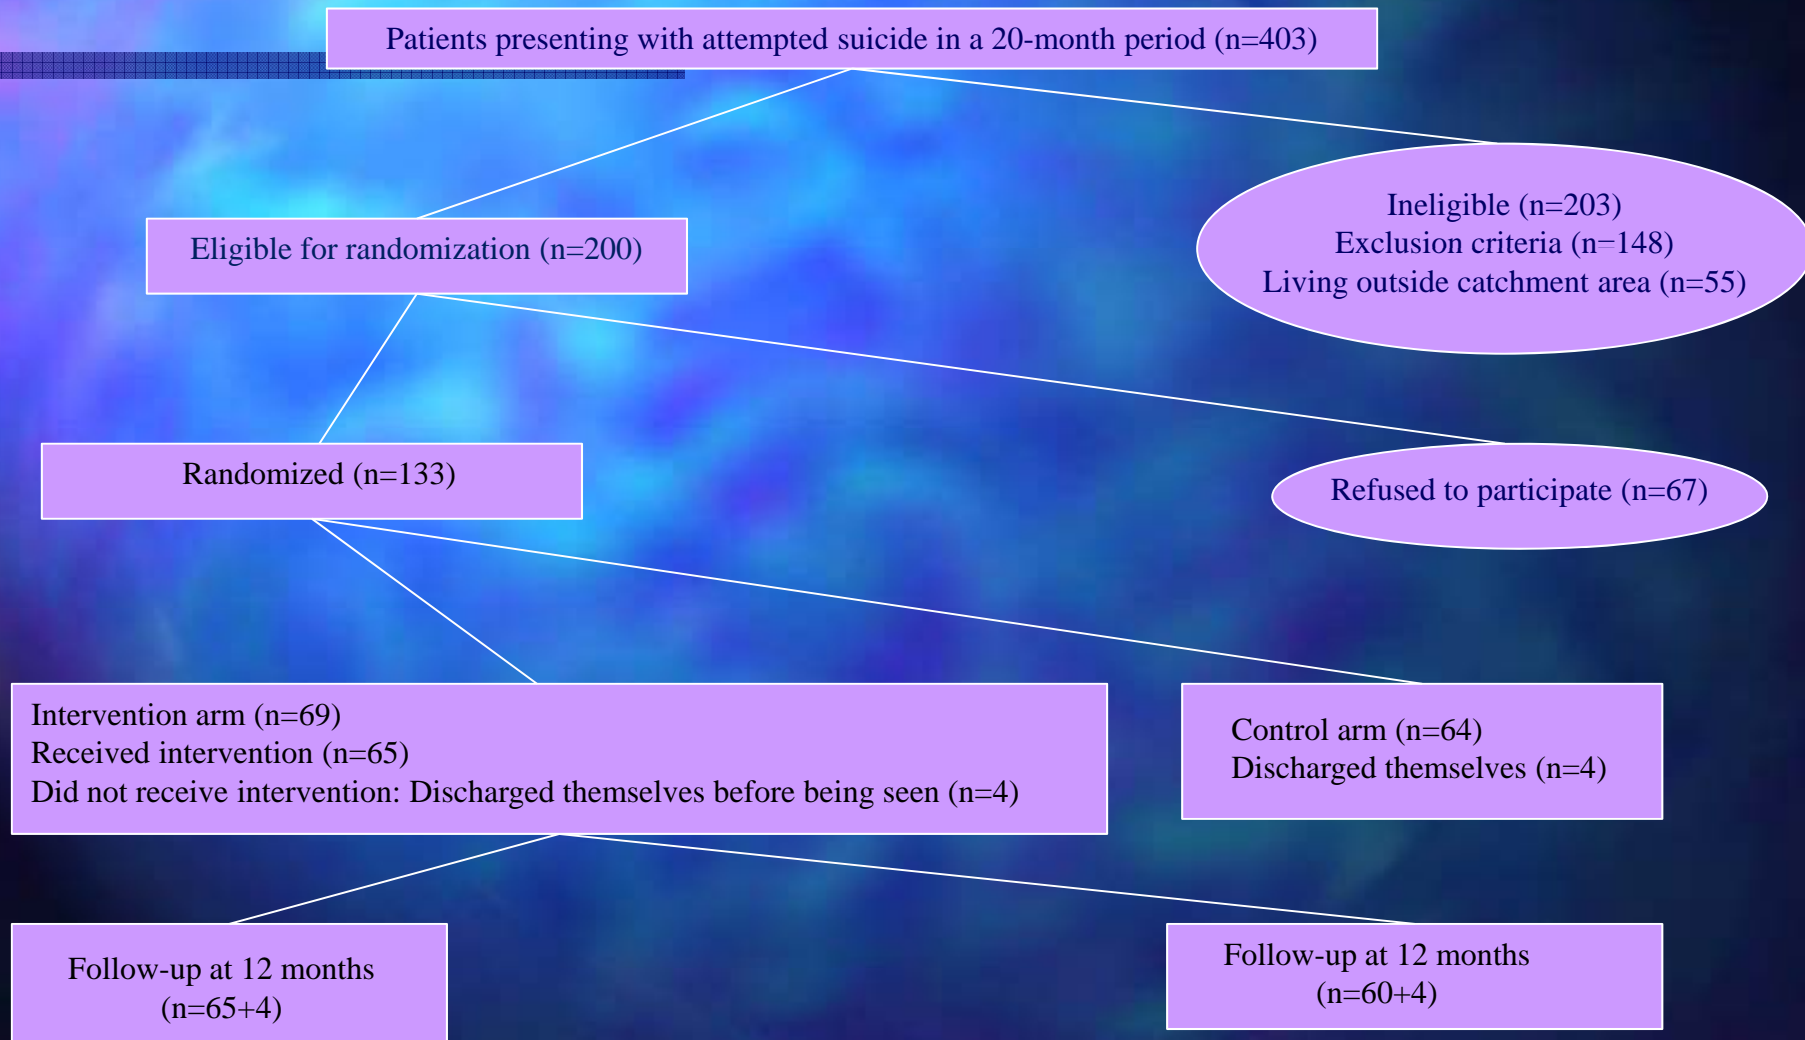 Patients presenting with attempted suicide in a 20-month period (n=403)
Ineligible (n=203)
Exclusion criteria (n=148)
Living outside catchment area (n=55)
Eligible for randomization (n=200)
Randomized (n=133)
Refused to participate (n=67)
Intervention arm (n=69)
Received intervention (n=65)
Did not receive intervention: Discharged themselves before being seen (n=4)
Control arm (n=64)
Discharged themselves (n=4)
Follow-up at 12 months
(n=65+4)
Follow-up at 12 months
(n=60+4)